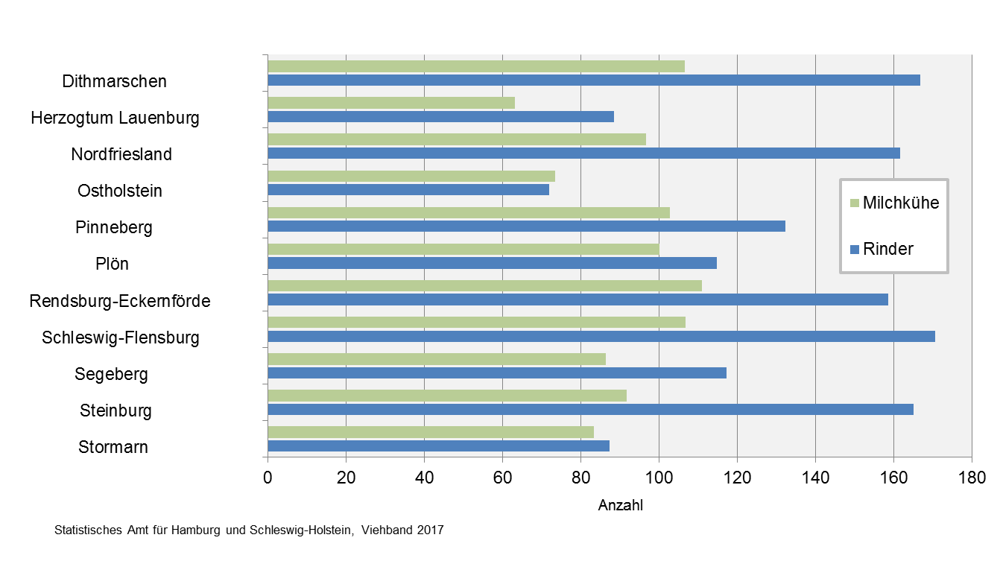 Dithmarschen
Herzogtum Lauenburg
Nordfriesland
Ostholstein
Pinneberg
Plön
Rendsburg-Eckernförde
Schleswig-Flensburg
Segeberg
Steinburg
Stormarn
Milchkühe
Rinder
0 20 40 60 80 100 120 140 160 180
Anzahl
Statistisches Amt für Hamburg und Schleswig-Holstein, Viehband 2017